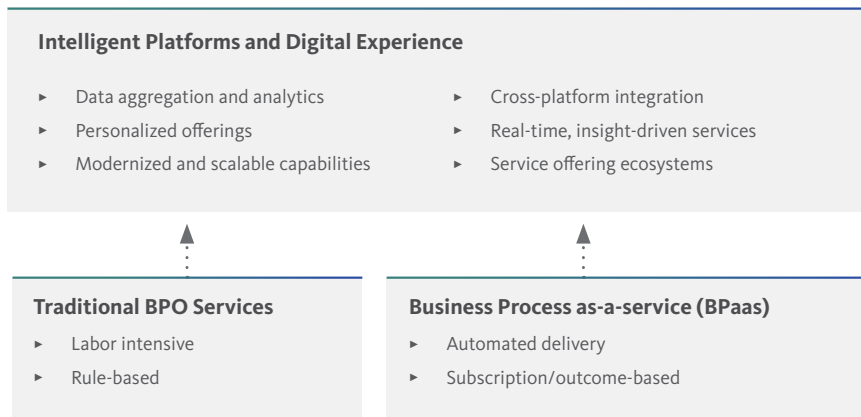 Intelligent Platforms and Digital Experience
▸ Data aggregation and analytics
▸ Personalized offerings
▸ Modernized and scalable capabilities
▸ Cross-platform integration
▸ Real-time, insight-driven services
▸ Service offering ecosystems
Traditional BPO Services
▸ Labor intensive
▸ Rule-based
Business Process as-a-service (BPaas)
▸ Automated delivery
▸ Subscription/outcome-based